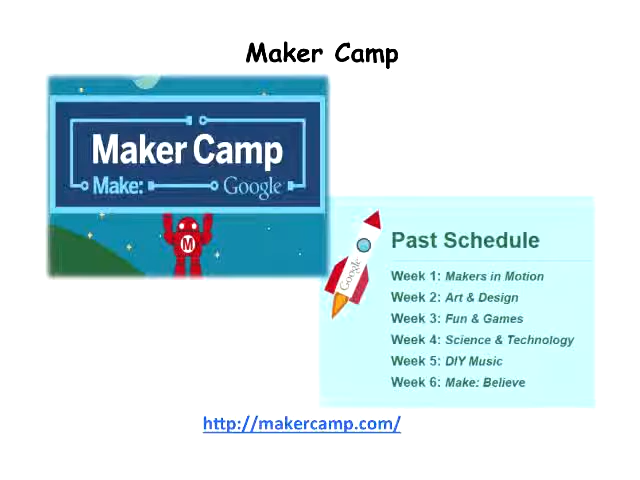 Maker Camp
Maker Camp
Make: Google
M
Google
Past Schedule
Week 1: Makers in Motion
Week 2: Art & Design
Week 3: Fun & Games
Week 4: Science & Technology
Week 5: DIY Music
Week 6: Make: Believe
http://makercamp.com/